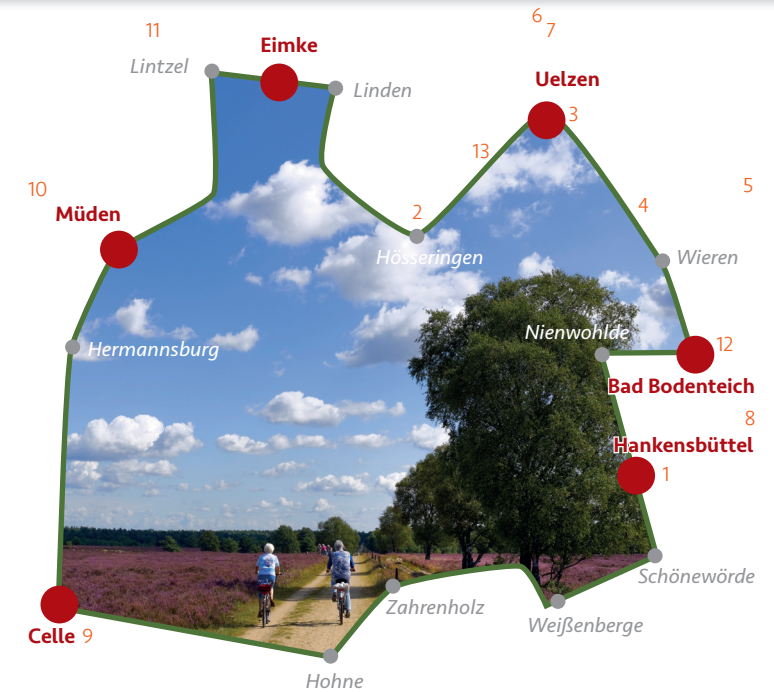 6
7
11
Eimke
Lintzel
Linden
Uelzen
3
13
4
5
10
Müden
2
Hösseringen
Wieren
Nienwohlde
12
Hermannsburg
Bad Bodenteich
8
Hankensbüttel
1
Schönewörde
Zahrenholz
Weißenberge
Celle 9
Hohne